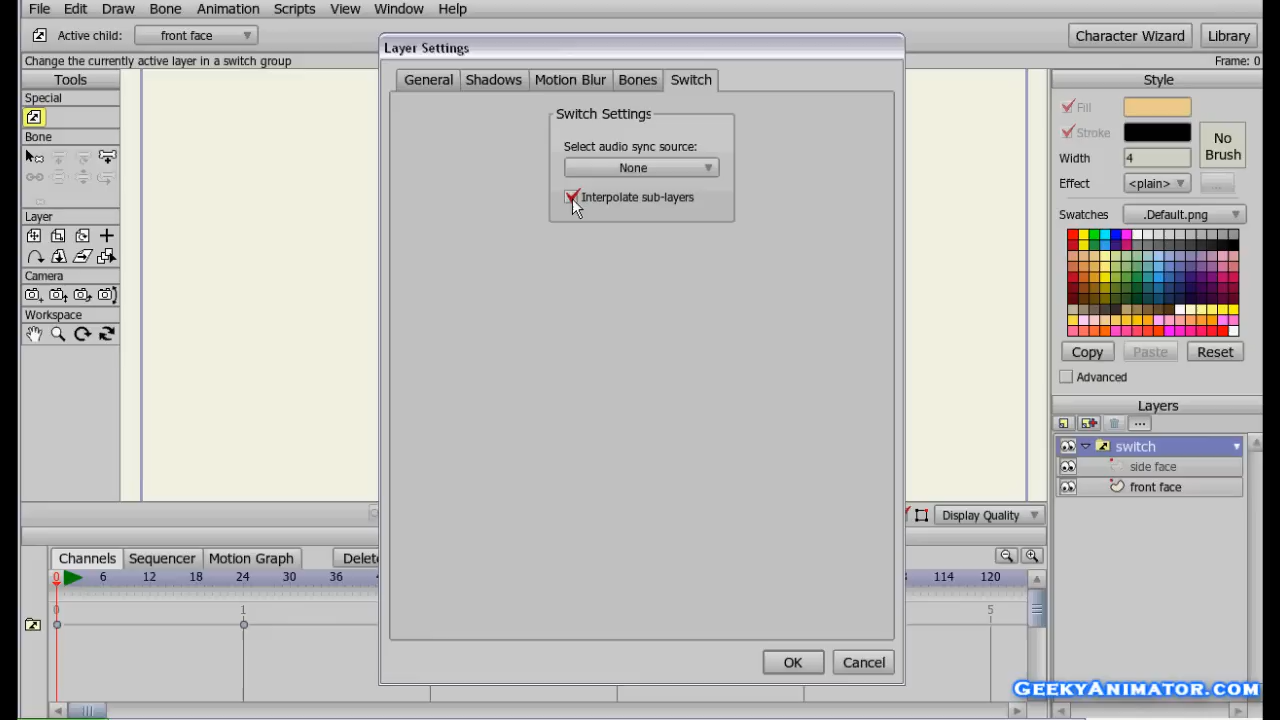 File Edit Draw Bone Animation Scripts View Window Help
Active child: front face Character Wizard Library
Change the currently active layer in a switch group Frame: 0
Layer Settings
General Shadows Motion Blur Bones Switch
Switch Settings
Select audio sync source:
None
Interpolate sub-layers
OK Cancel
Tools
Special
Bone
Layer
Camera
Workspace
Style
Fill
Stroke
No Brush
Width 4
Effect <plain> ...
Swatches .Default.png
Copy Paste Reset
Advanced
Layers
...
switch
side face
front face
Display Quality
Channels Sequencer Motion Graph Delete
0 6 12 18 24 30 36 114 120
0 1 5
GeekyAnimator.com